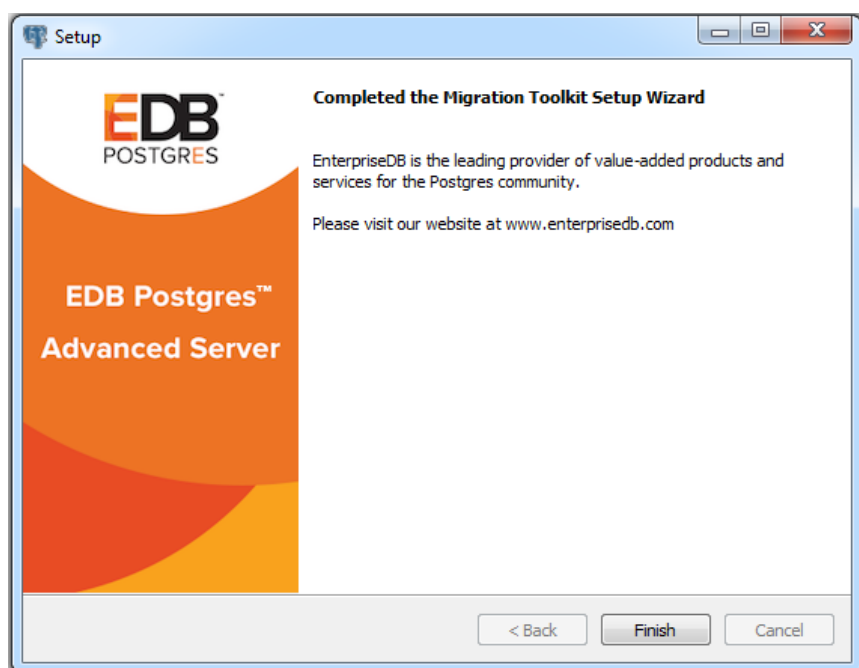 Setup
EDB
POSTGRES
EDB Postgres™
Advanced Server
Completed the Migration Toolkit Setup Wizard
EnterpriseDB is the leading provider of value-added products and
services for the Postgres community.
Please visit our website at www.enterprisedb.com
< Back
Finish
Cancel